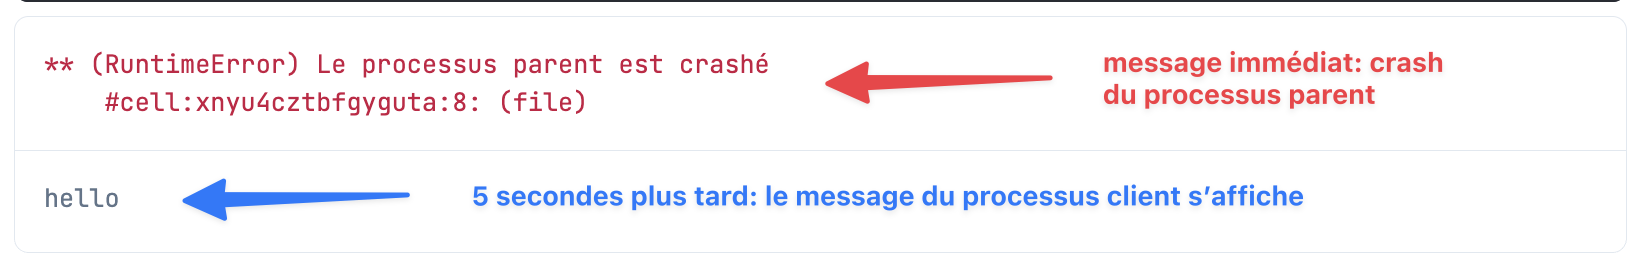 ** (RuntimeError) Le processus parent est crashé
#cell:xnyu4cztbfgyguta:8: (file)
message immédiat: crash
du processus parent
hello
5 secondes plus tard: le message du processus client s’affiche